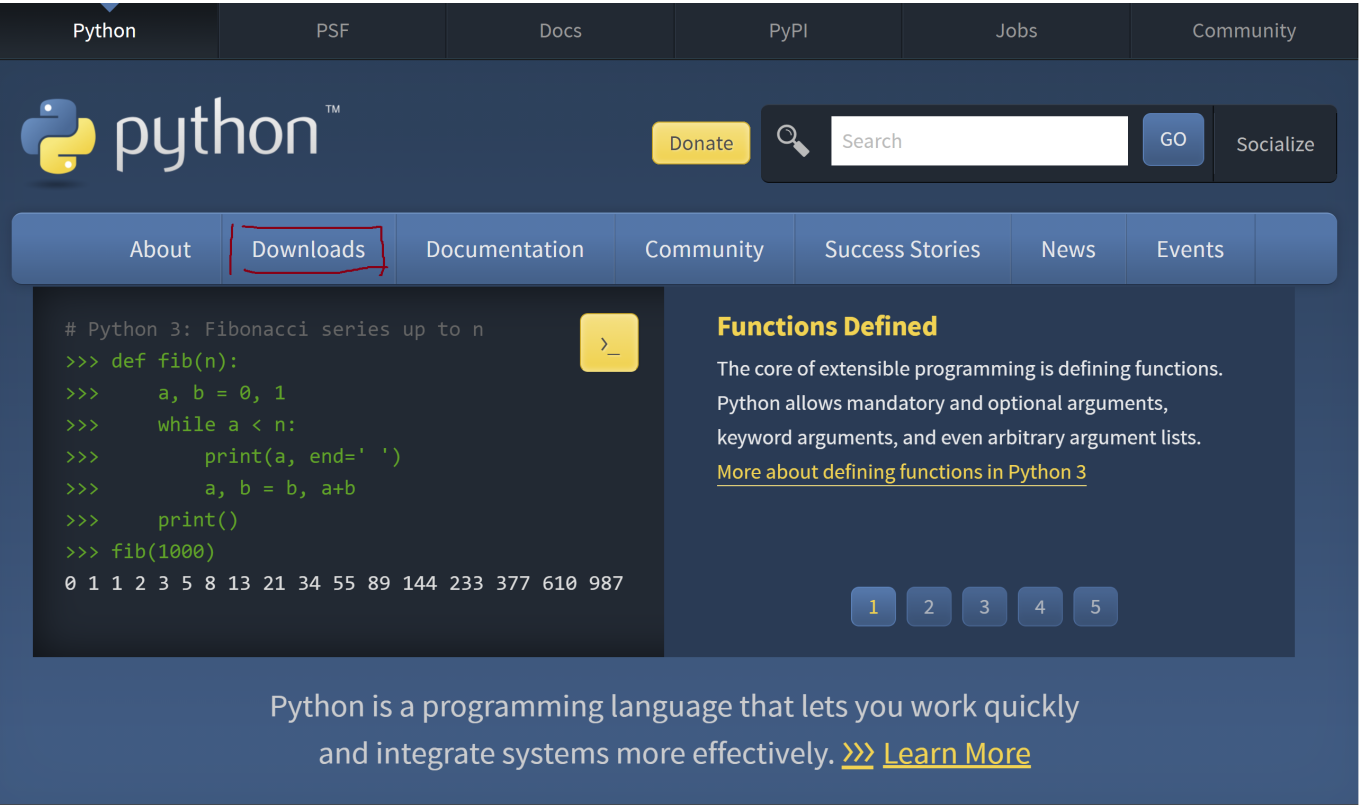 Python PSF Docs PyPI Jobs Community
python™
Donate Search GO Socialize
About Downloads Documentation Community Success Stories News Events
# Python 3: Fibonacci series up to n
>>> def fib(n):
>>>     a, b = 0, 1
>>>     while a < n:
>>>         print(a, end=' ')
>>>         a, b = b, a+b
>>>     print()
>>> fib(1000)
0 1 1 2 3 5 8 13 21 34 55 89 144 233 377 610 987
>_
Functions Defined
The core of extensible programming is defining functions.
Python allows mandatory and optional arguments,
keyword arguments, and even arbitrary argument lists.
More about defining functions in Python 3
1 2 3 4 5
Python is a programming language that lets you work quickly
and integrate systems more effectively. >>> Learn More